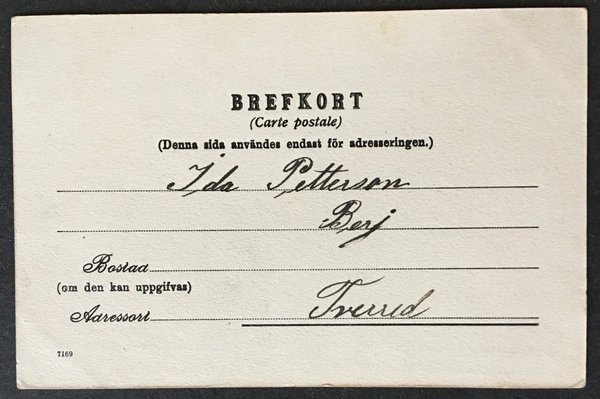 BREFKORT
(Carte postale)
(Denna sida användes endast för adresseringen.)
Ida Petterson
Berj
Bostad
(om den kan uppgifvas)
Adressort Tverred
7169